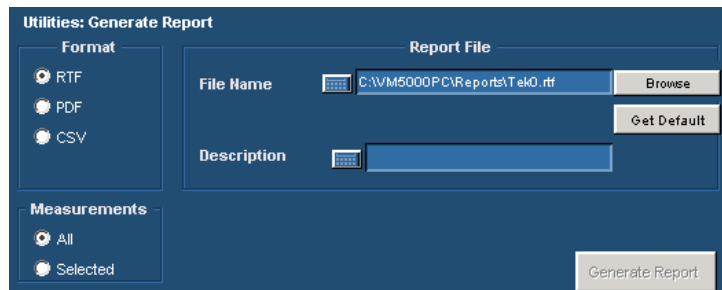 Utilities: Generate Report
Format
RTF
PDF
CSV
Report File
File Name
C:\VM5000PC\Reports\Tek0.rtf
Browse
Get Default
Description
Measurements
All
Selected
Generate Report